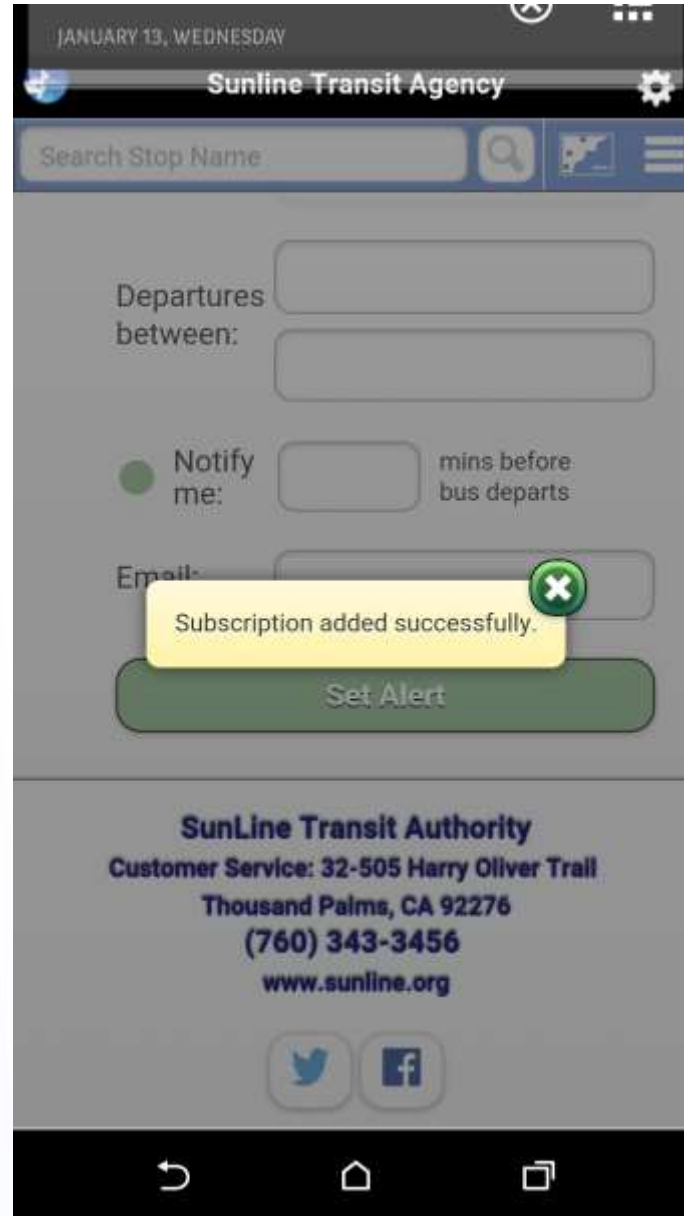 JANUARY 13, WEDNESDAY
Sunline Transit Agency
Search Stop Name
Departures
between:
Notify
me:
mins before
bus departs
Email:
Subscription added successfully.
Set Alert
SunLine Transit Authority
Customer Service: 32-505 Harry Oliver Trail
Thousand Palms, CA 92276
(760) 343-3456
www.sunline.org